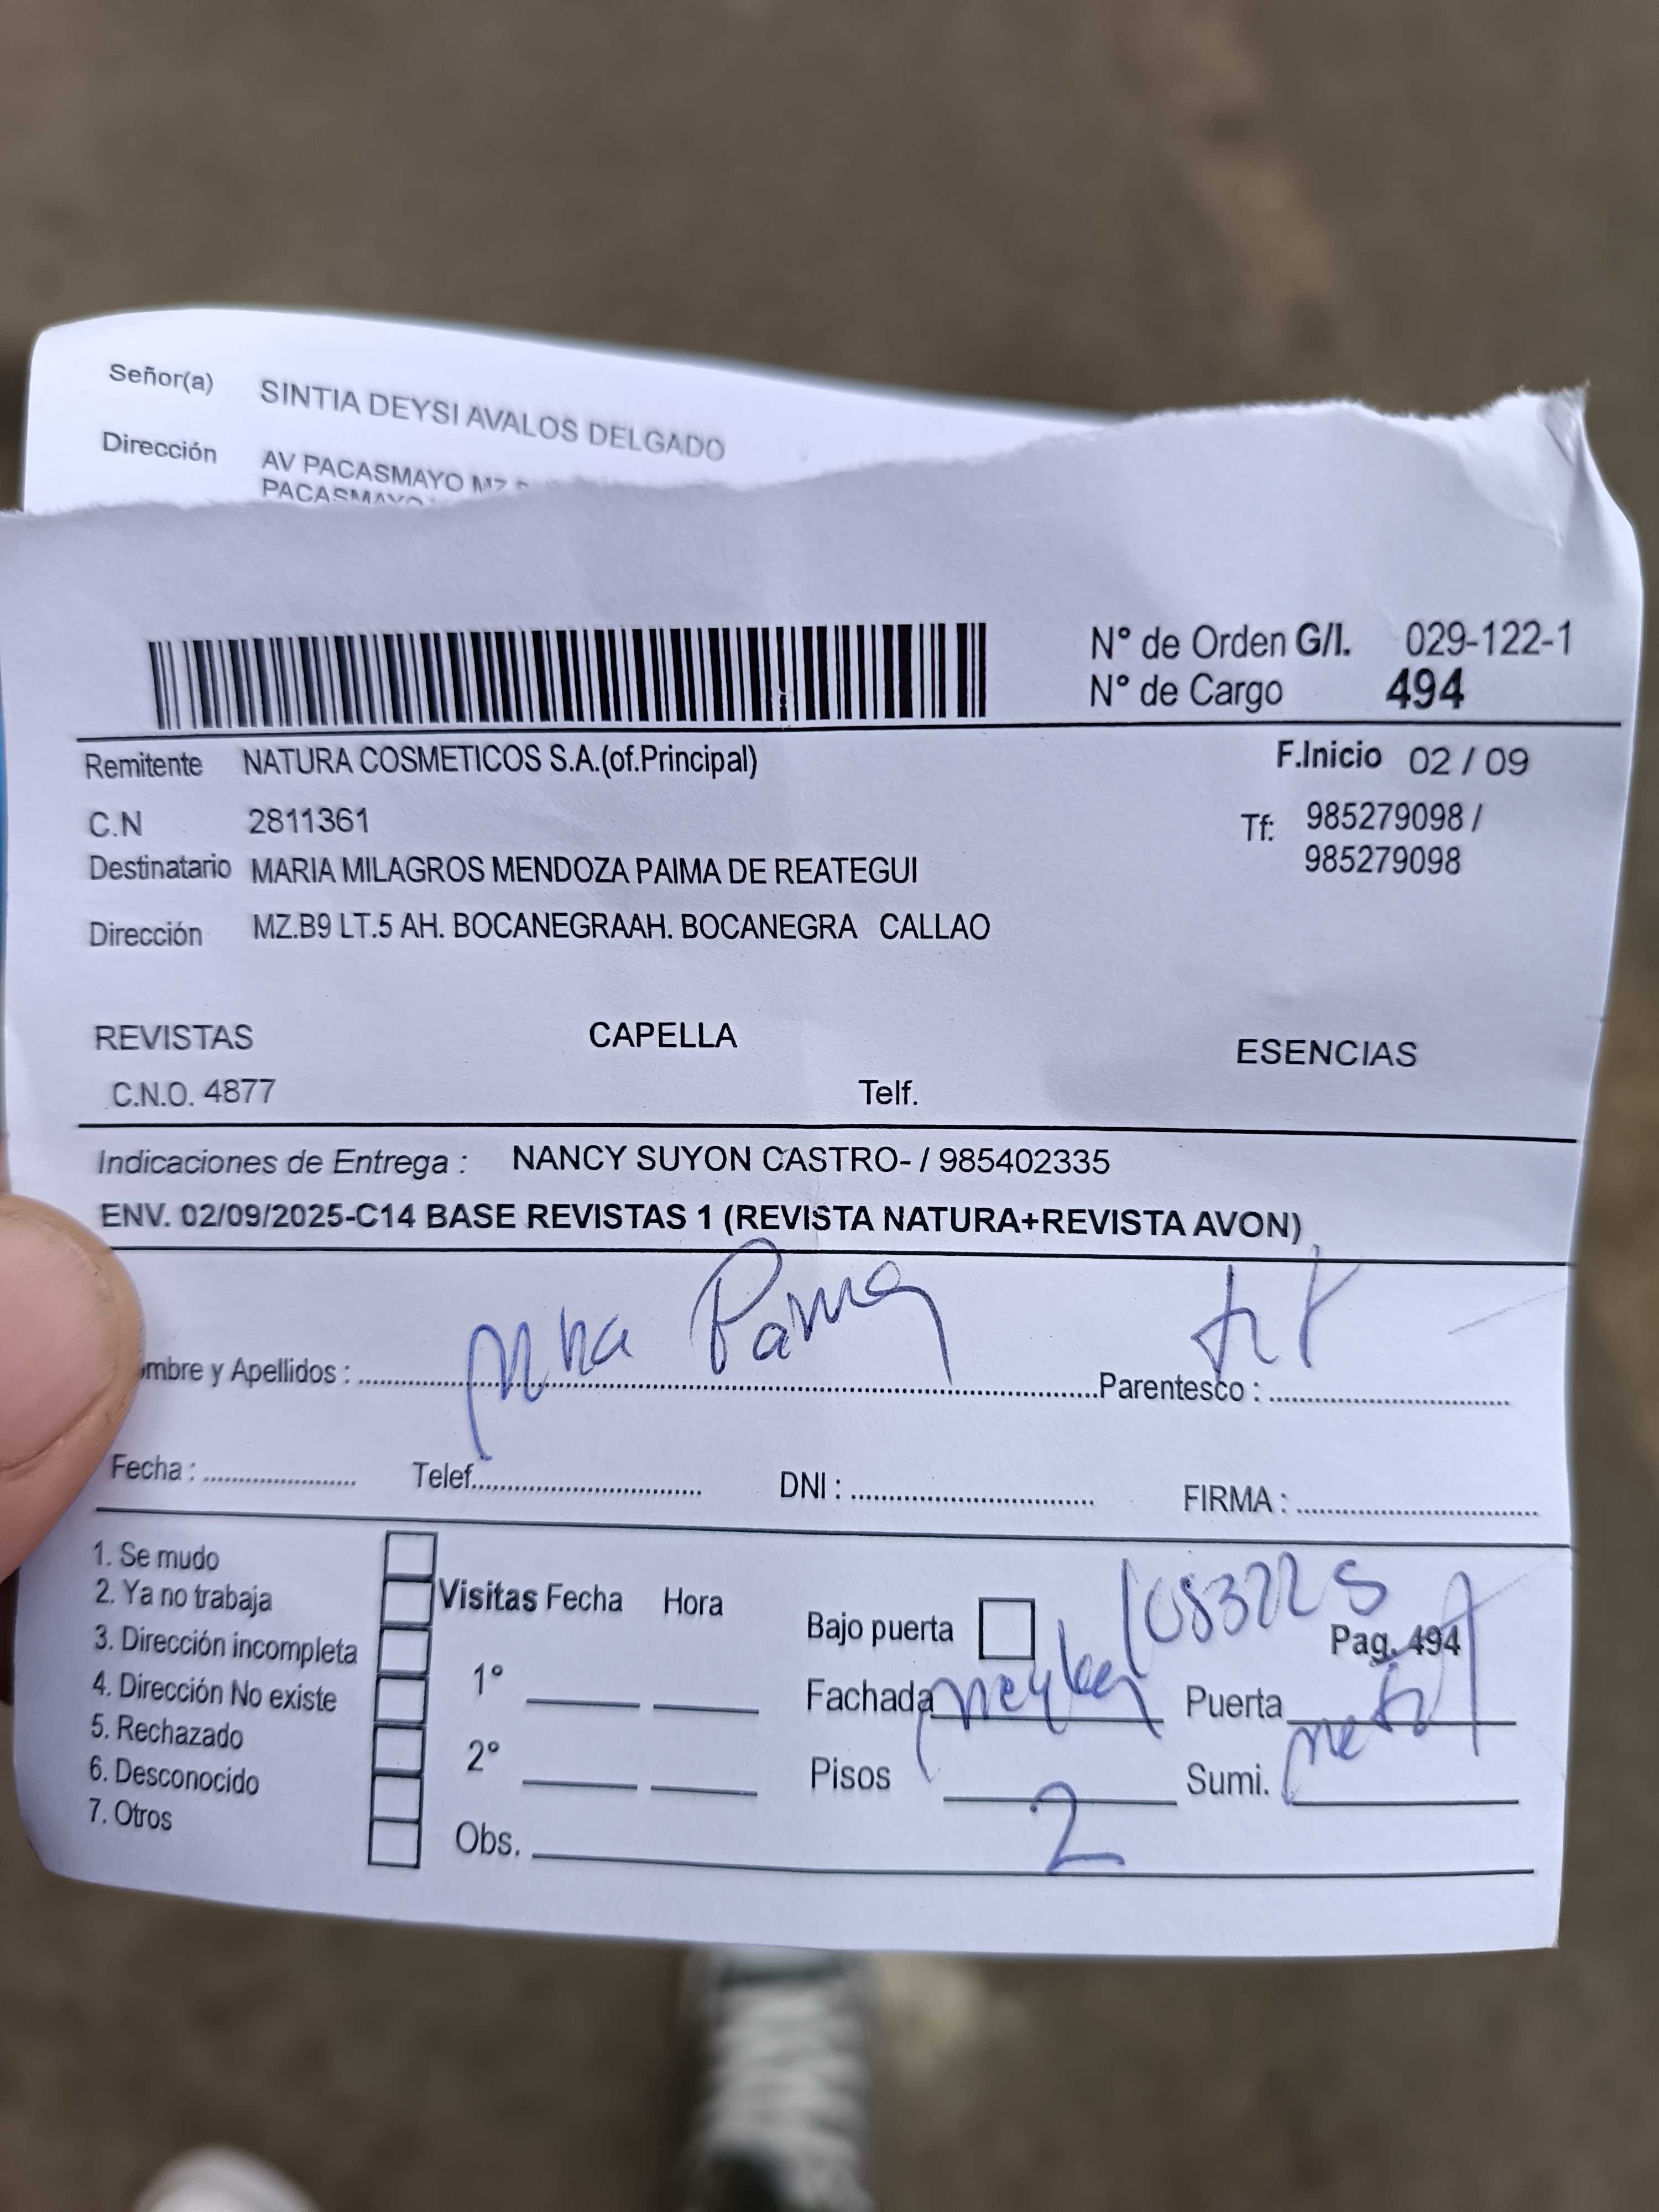 Señor(a) SINTIA DEYSI AVALOS DELGADO
Dirección AV PACASMAYO MZ
PACASMAYO
N° de Orden G/I. 029-122-1
N° de Cargo 494
Remitente NATURA COSMETICOS S.A.(of.Principal) F.Inicio 02 / 09
C.N 2811361 Tf: 985279098 /
985279098
Destinatario MARIA MILAGROS MENDOZA PAIMA DE REATEGUI
Dirección MZ.B9 LT.5 AH. BOCANEGRAAH. BOCANEGRA CALLAO
REVISTAS CAPELLA ESENCIAS
C.N.O. 4877 Telf.
Indicaciones de Entrega : NANCY SUYON CASTRO- / 985402335
ENV. 02/09/2025-C14 BASE REVISTAS 1 (REVISTA NATURA+REVISTA AVON)
mbre y Apellidos : Paima Parentesco : tit
Fecha : Telef. DNI : FIRMA :
1. Se mudo
2. Ya no trabaja Visitas Fecha Hora
3. Dirección incompleta Bajo puerta Pag. 494
4. Dirección No existe 1° Fachada Puerta
5. Rechazado
6. Desconocido 2° Pisos 2 Sumi.
7. Otros Obs.